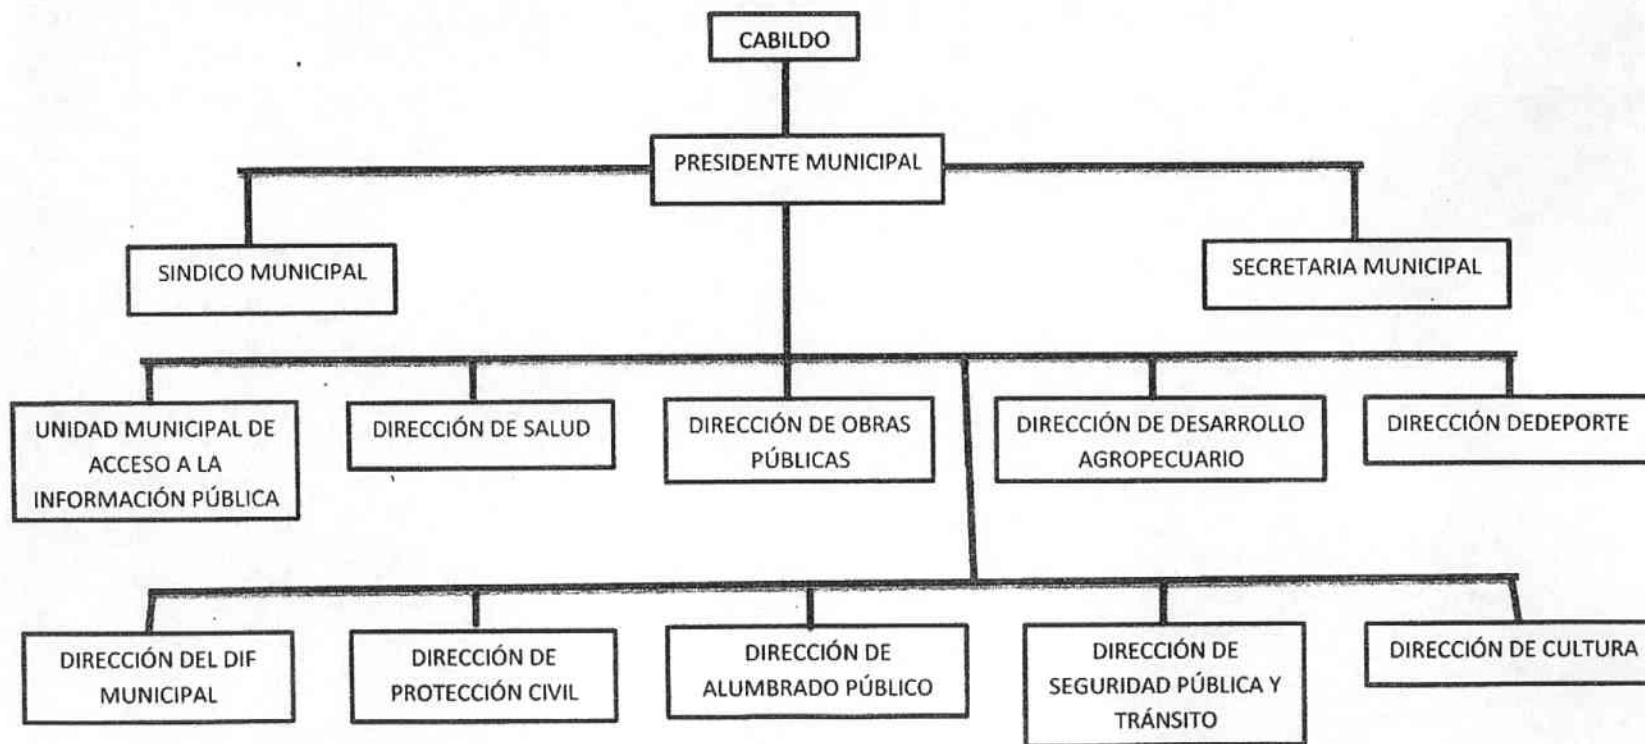 CABILDO
PRESIDENTE MUNICIPAL
SINDICO MUNICIPAL
SECRETARIA MUNICIPAL
UNIDAD MUNICIPAL DE
ACCESO A LA
INFORMACIÓN PÚBLICA
DIRECCIÓN DE SALUD
DIRECCIÓN DE OBRAS
PÚBLICAS
DIRECCIÓN DE DESARROLLO
AGROPECUARIO
DIRECCIÓN DEDEPORTE
DIRECCIÓN DEL DIF
MUNICIPAL
DIRECCIÓN DE
PROTECCIÓN CIVIL
DIRECCIÓN DE
ALUMBRADO PÚBLICO
DIRECCIÓN DE
SEGURIDAD PÚBLICA Y
TRÁNSITO
DIRECCIÓN DE CULTURA